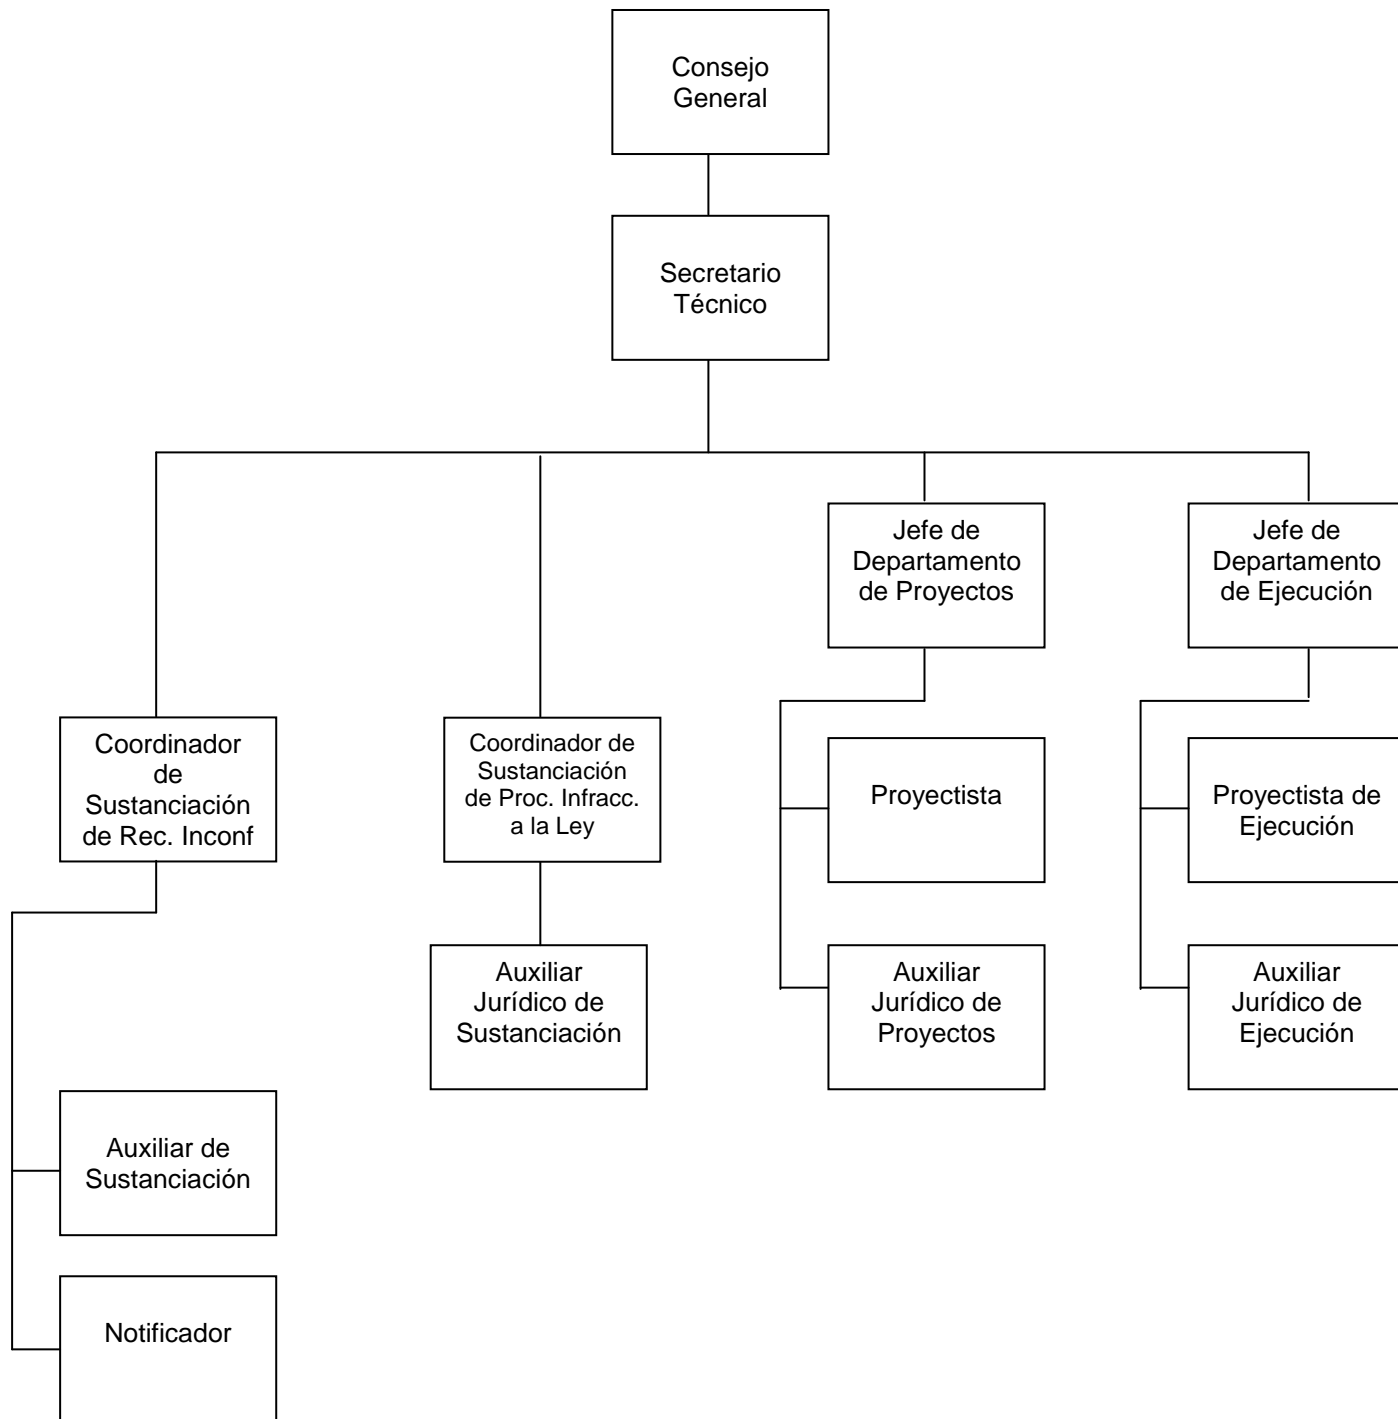 Consejo
General
Secretario
Técnico
Jefe de
Departamento
de Proyectos
Jefe de
Departamento
de Ejecución
Coordinador
de
Sustanciación
de Rec. Inconf
Coordinador de
Sustanciación
de Proc. Infracc.
a la Ley
Proyectista
Proyectista de
Ejecución
Auxiliar
Jurídico de
Sustanciación
Auxiliar
Jurídico de
Proyectos
Auxiliar
Jurídico de
Ejecución
Auxiliar de
Sustanciación
Notificador